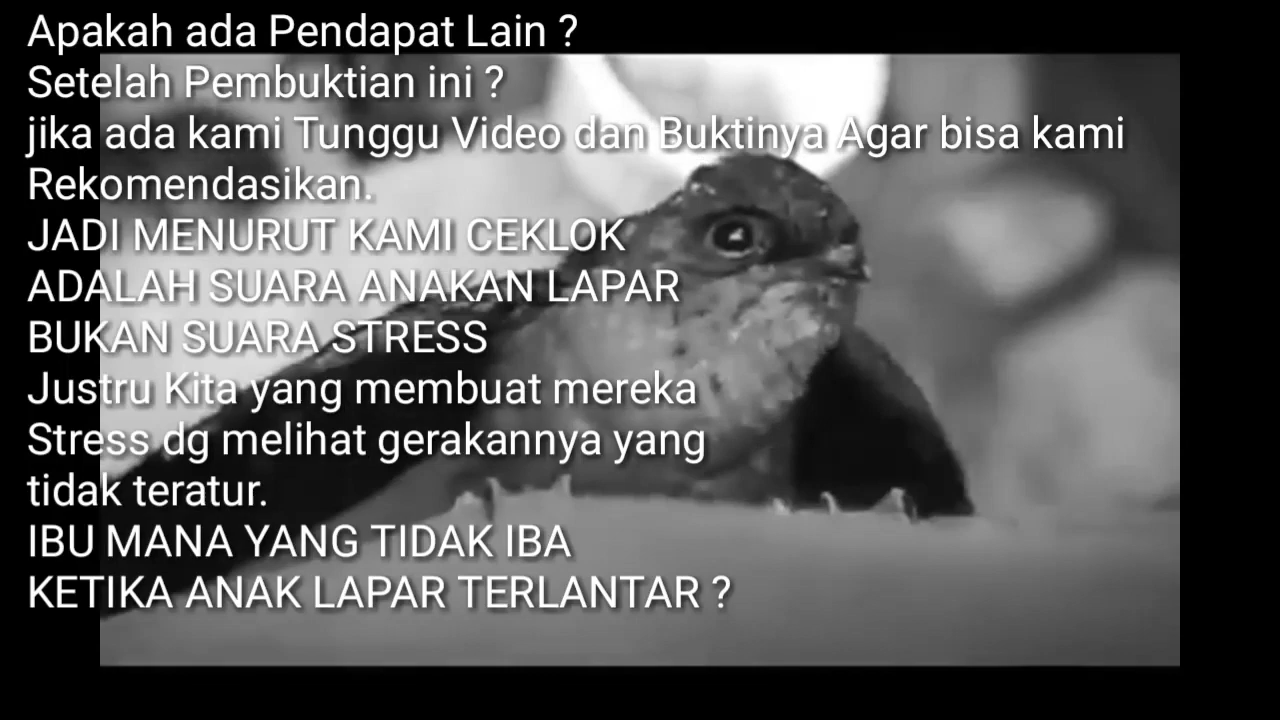 Apakah ada Pendapat Lain ?
Setelah Pembuktian ini ?
jika ada kami Tunggu Video dan Buktinya Agar bisa kami
Rekomendasikan.
JADI MENURUT KAMI CEKLOK
ADALAH SUARA ANAKAN LAPAR
BUKAN SUARA STRESS
Justru Kita yang membuat mereka
Stress dg melihat gerakannya yang
tidak teratur.
IBU MANA YANG TIDAK IBA
KETIKA ANAK LAPAR TERLANTAR ?